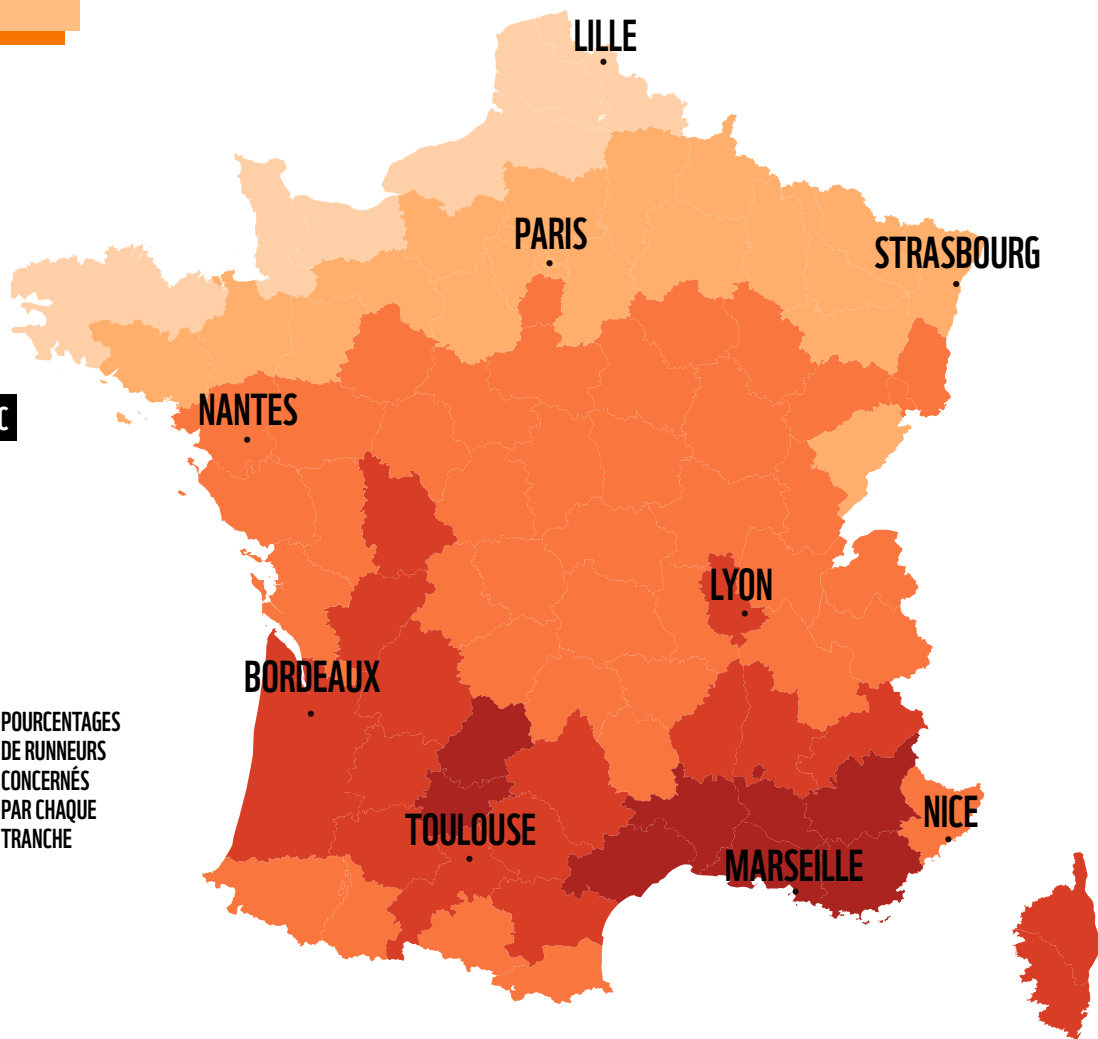 LILLE
PARIS
STRASBOURG
C
NANTES
LYON
BORDEAUX
POURCENTAGES
DE RUNNEURS
CONCERNÉS
PAR CHAQUE
TRANCHE
NICE
TOULOUSE
MARSEILLE